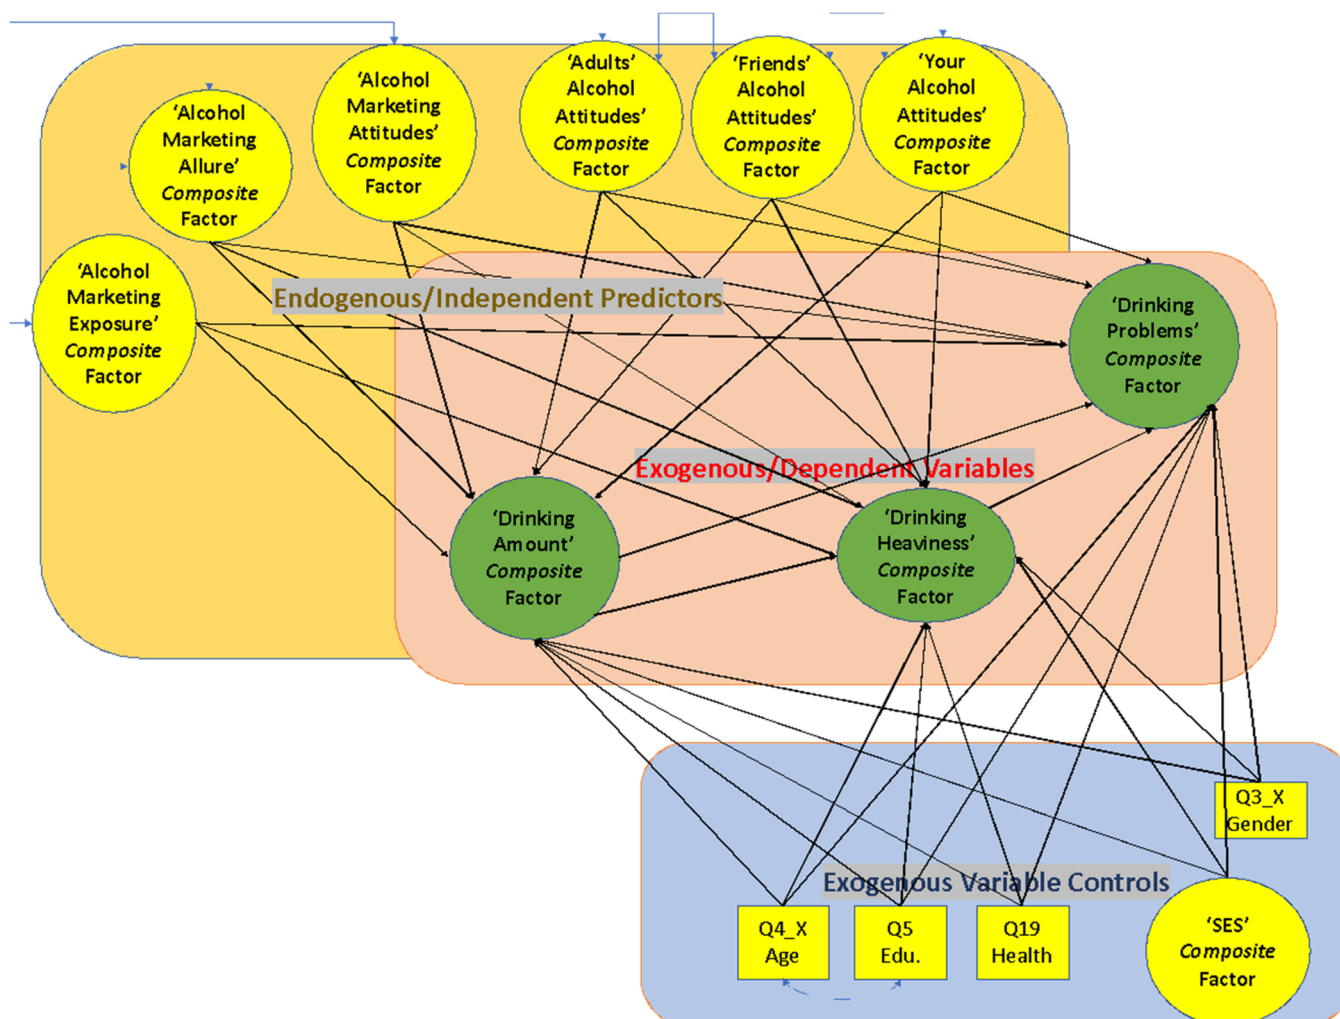 ‘Alcohol
Marketing
Exposure’
Composite
Factor
‘Alcohol
Marketing
Allure’
Composite
Factor
‘Alcohol
Marketing
Attitudes’
Composite
Factor
‘Adults’
Alcohol
Attitudes’
Composite
Factor
‘Friends’
Alcohol
Attitudes’
Composite
Factor
‘Your
Alcohol
Attitudes’
Composite
Factor
Endogenous/Independent Predictors
‘Drinking
Problems’
Composite
Factor
Exogenous/Dependent Variables
‘Drinking
Amount’
Composite
Factor
‘Drinking
Heaviness’
Composite
Factor
Q3_X
Gender
Exogenous Variable Controls
Q4_X
Age
Q5
Edu.
Q19
Health
‘SES’
Composite
Factor